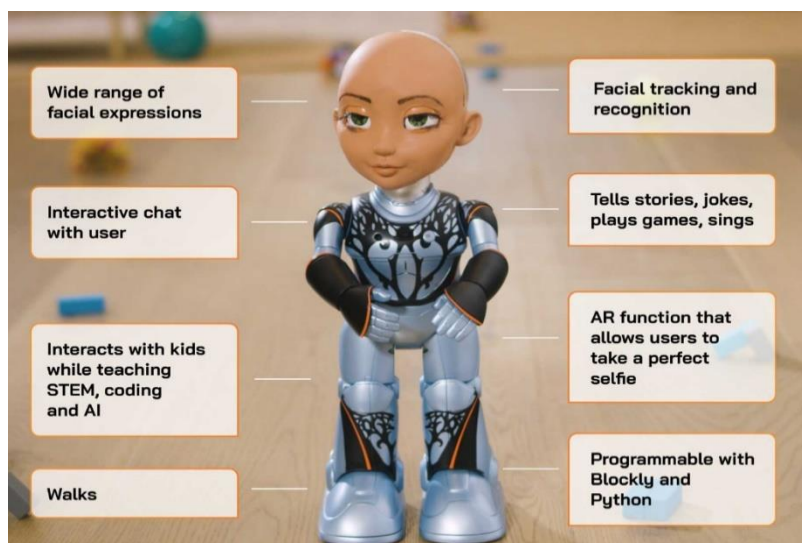 Wide range of
facial expressions
Interactive chat
with user
Interacts with kids
while teaching
STEM, coding
and AI
Walks
Facial tracking and
recognition
Tells stories, jokes,
plays games, sings
AR function that
allows users to
take a perfect
selfie
Programmable with
Blockly and
Python